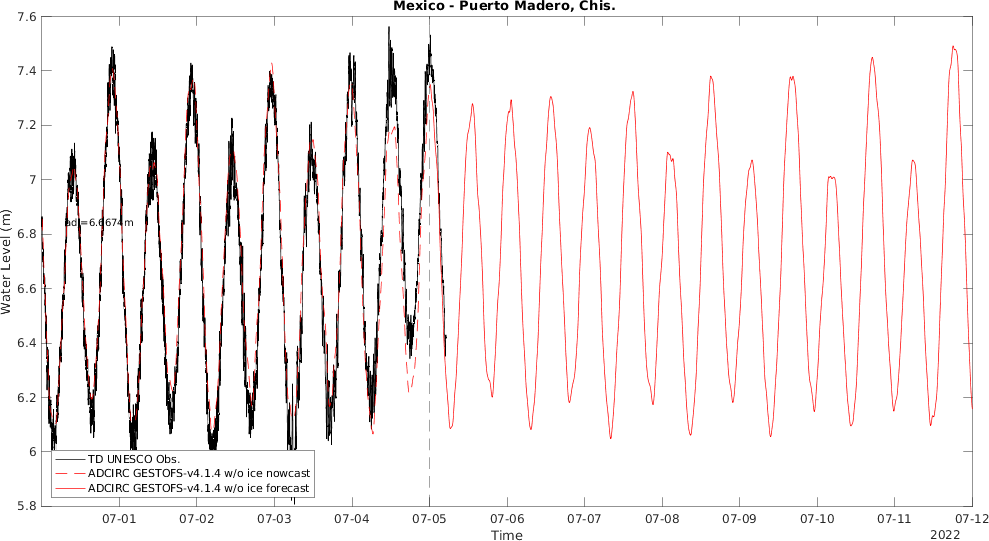 Mexico - Puerto Madero, Chis.
7.6
7.4
7.2
7
6.8
6.6
6.4
6.2
6
5.8
Water Level (m)
adj=6.6674m
TD UNESCO Obs.
ADCIRC GESTOFS-v4.1.4 w/o ice nowcast
ADCIRC GESTOFS-v4.1.4 w/o ice forecast
07-01 07-02 07-03 07-04 07-05 07-06 07-07 07-08 07-09 07-10 07-11 07-12
Time
2022